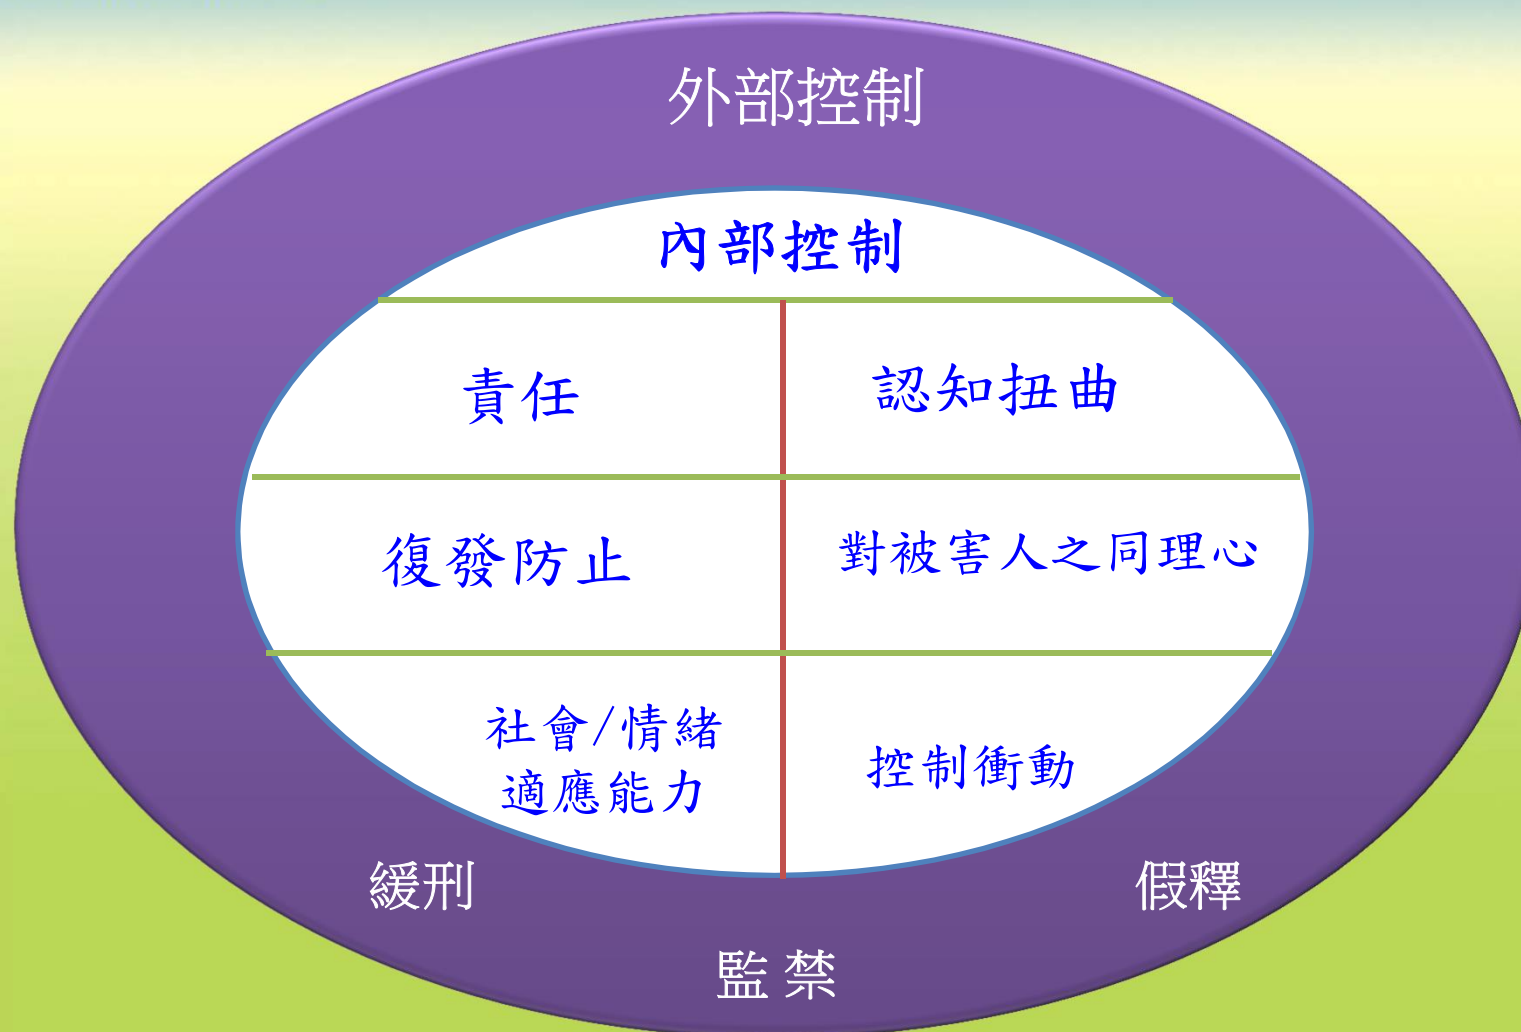 外部控制
內部控制
責任
認知扭曲
復發防止
對被害人之同理心
社會/情緒
適應能力
控制衝動
緩刑
假釋
監禁